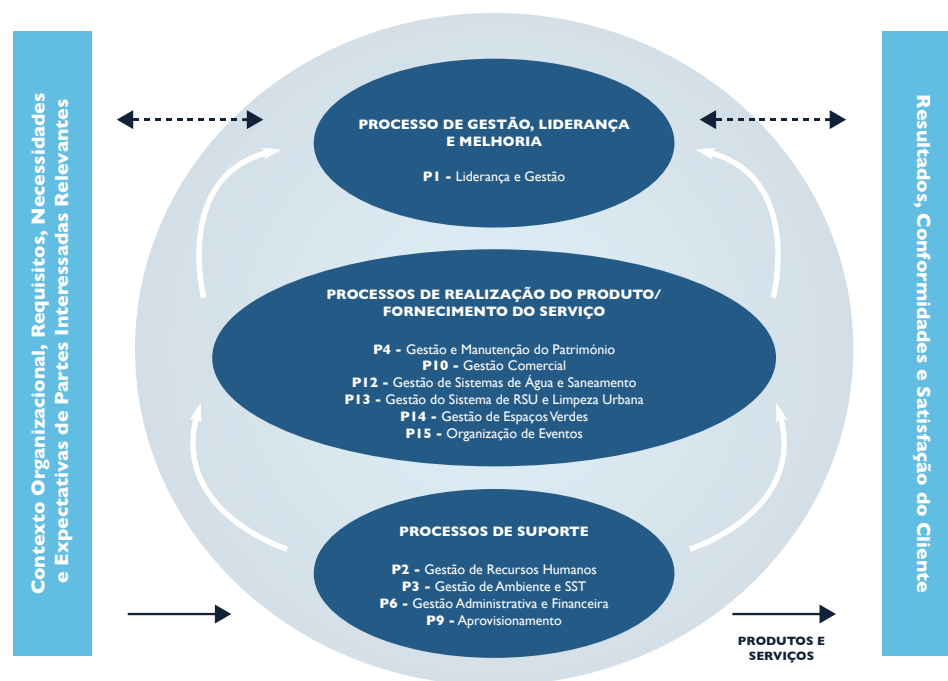 Contexto Organizacional, Requisitos, Necessidades
e Expectativas de Partes Interessadas Relevantes
PROCESSO DE GESTÃO, LIDERANÇA
E MELHORIA
P1 - Liderança e Gestão
PROCESSOS DE REALIZAÇÃO DO PRODUTO/
FORNECIMENTO DO SERVIÇO
P4 - Gestão e Manutenção do Património
P10 - Gestão Comercial
P12 - Gestão de Sistemas de Água e Saneamento
P13 - Gestão do Sistema de RSU e Limpeza Urbana
P14 - Gestão de Espaços Verdes
P15 - Organização de Eventos
PROCESSOS DE SUPORTE
P2 - Gestão de Recursos Humanos
P3 - Gestão de Ambiente e SST
P6 - Gestão Administrativa e Financeira
P9 - Aprovisionamento
PRODUTOS E
SERVIÇOS
Resultados, Conformidades e Satisfação do Cliente